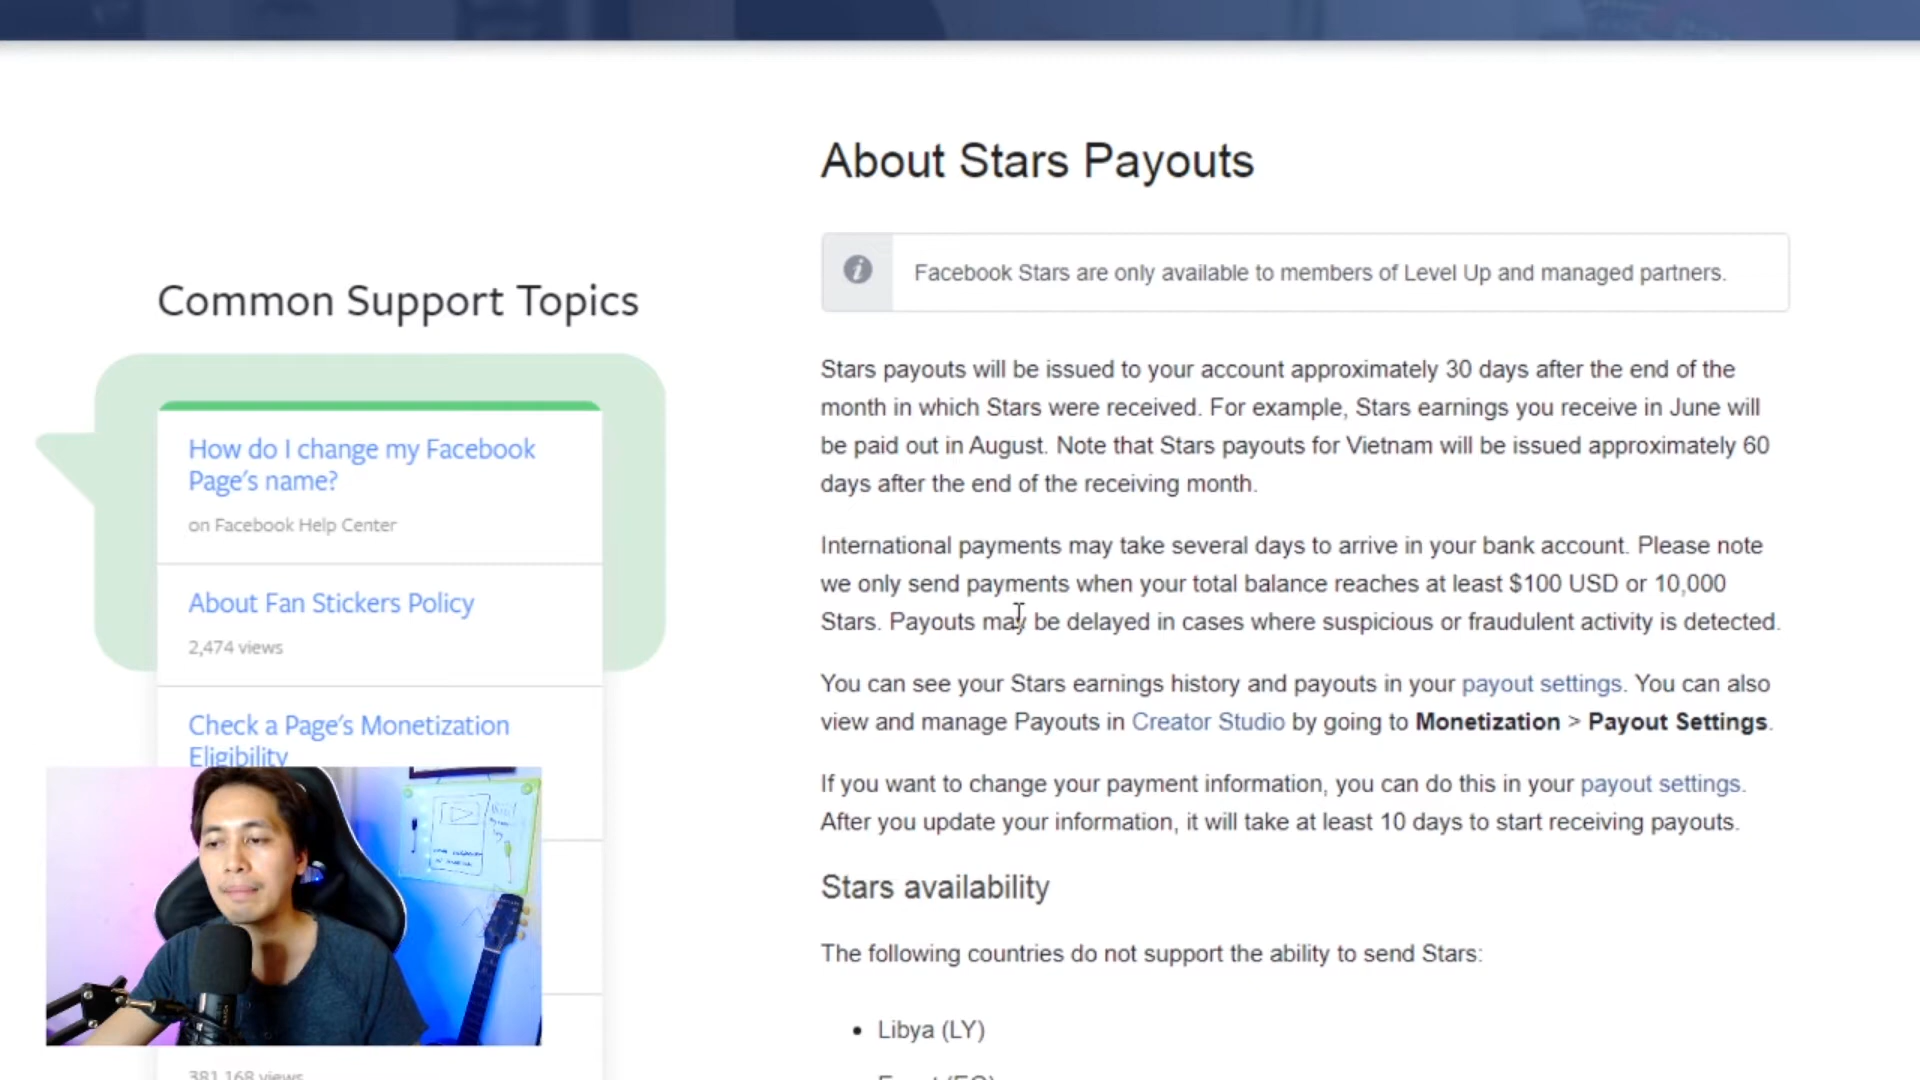 About Stars Payouts
Facebook Stars are only available to members of Level Up and managed partners.
Common Support Topics
How do I change my Facebook
Page's name?
on Facebook Help Center
About Fan Stickers Policy
2,474 views
Check a Page's Monetization
Eligibility
381,168 views
Stars payouts will be issued to your account approximately 30 days after the end of the
month in which Stars were received. For example, Stars earnings you receive in June will
be paid out in August. Note that Stars payouts for Vietnam will be issued approximately 60
days after the end of the receiving month.
International payments may take several days to arrive in your bank account. Please note
we only send payments when your total balance reaches at least $100 USD or 10,000
Stars. Payouts may be delayed in cases where suspicious or fraudulent activity is detected.
You can see your Stars earnings history and payouts in your payout settings. You can also
view and manage Payouts in Creator Studio by going to Monetization > Payout Settings.
If you want to change your payment information, you can do this in your payout settings.
After you update your information, it will take at least 10 days to start receiving payouts.
Stars availability
The following countries do not support the ability to send Stars:
• Libya (LY)